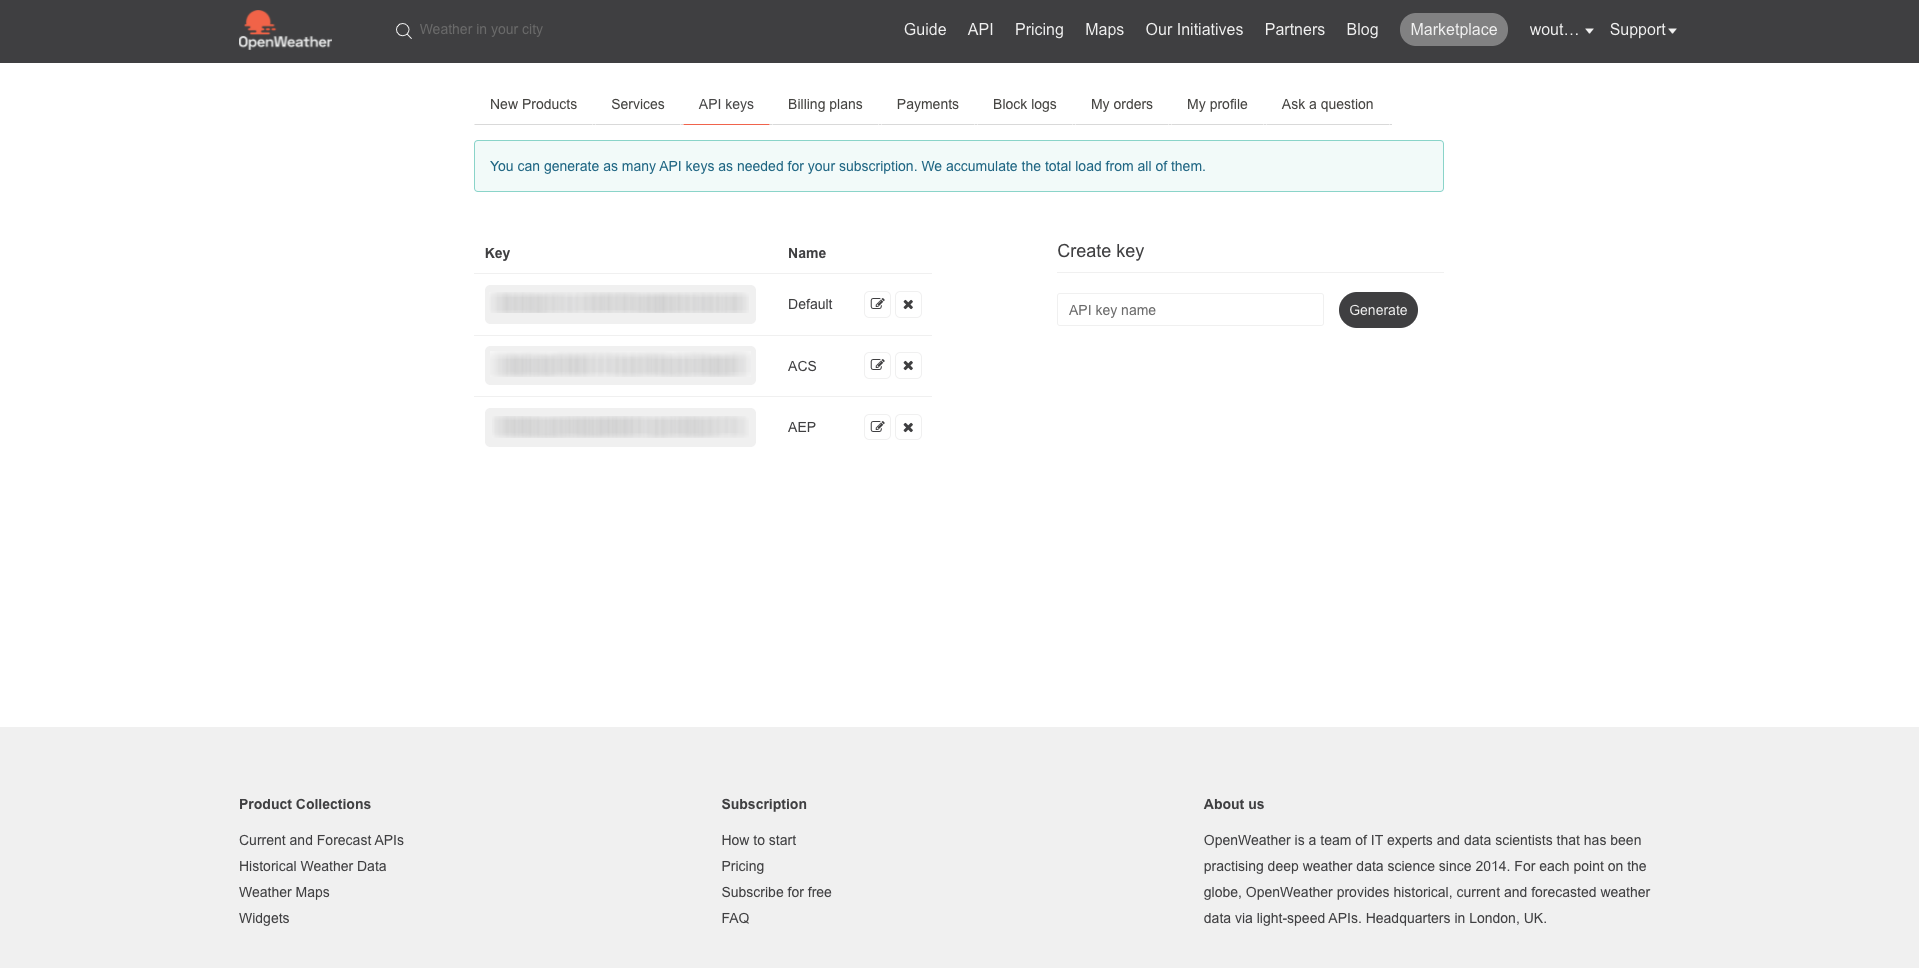 OpenWeather
Weather in your city
Guide API Pricing Maps Our Initiatives Partners Blog Marketplace wout... Support
New Products Services API keys Billing plans Payments Block logs My orders My profile Ask a question
You can generate as many API keys as needed for your subscription. We accumulate the total load from all of them.
Key Name
Default
ACS
AEP
Create key
API key name Generate
Product Collections
Current and Forecast APIs
Historical Weather Data
Weather Maps
Widgets
Subscription
How to start
Pricing
Subscribe for free
FAQ
About us
OpenWeather is a team of IT experts and data scientists that has been
practising deep weather data science since 2014. For each point on the
globe, OpenWeather provides historical, current and forecasted weather
data via light-speed APIs. Headquarters in London, UK.